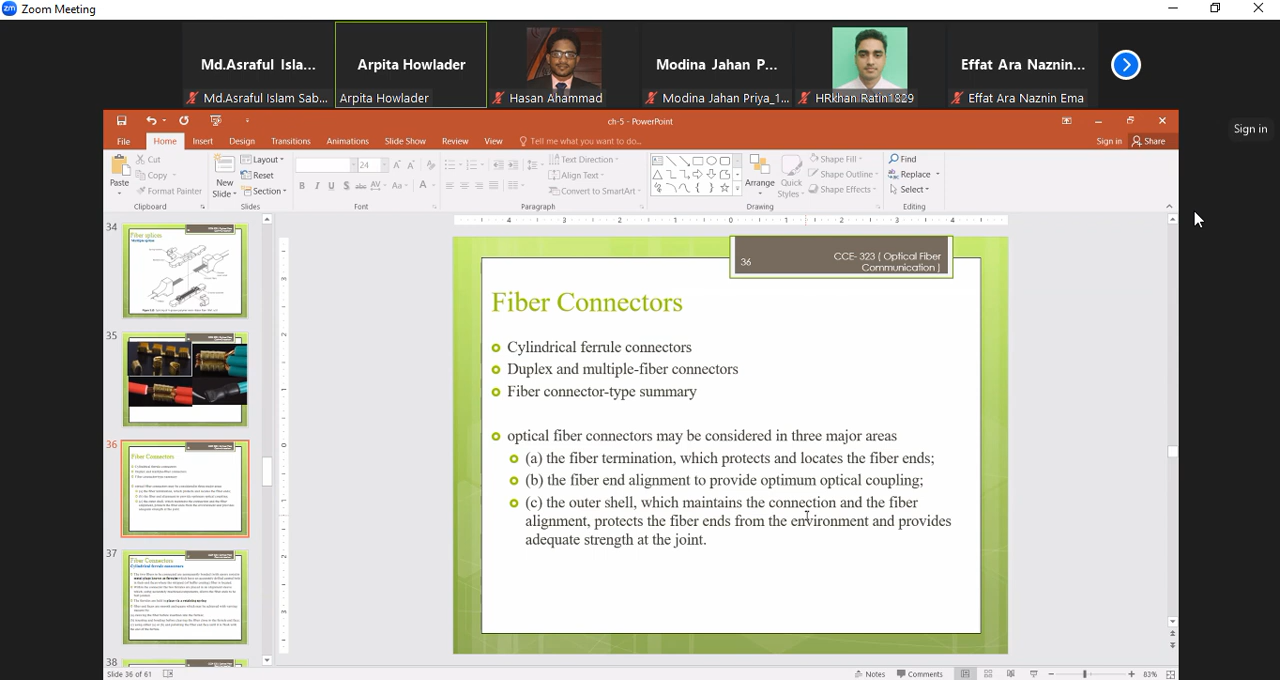 Zoom Meeting
Md.Asraful Isla...
Arpita Howlader
Modina Jahan P...
Effat Ara Naznin...
Md.Asraful Islam Sab...
Arpita Howlader
Hasan Ahammad
Modina Jahan Priya_1...
HRkhan Ratin1829
Effat Ara Naznin Ema
Sign in
ch-5 - PowerPoint
File Home Insert Design Transitions Animations Slide Show Review View Tell me what you want to do...
Sign in Share
Paste
Cut
Copy
Format Painter
Clipboard
New Slide
Layout
Reset
Section
Slides
24
Font
Text Direction
Align Text
Convert to SmartArt
Paragraph
Arrange
Quick Styles
Shape Fill
Shape Outline
Shape Effects
Drawing
Find
Replace
Select
Editing
34
Fiber splices
35
36
Fiber Connectors
37
Fiber Connectors
38
36
CCE- 323 ( Optical Fiber
Communication )
Fiber Connectors
Cylindrical ferrule connectors
Duplex and multiple-fiber connectors
Fiber connector-type summary
optical fiber connectors may be considered in three major areas
(a) the fiber termination, which protects and locates the fiber ends;
(b) the fiber end alignment to provide optimum optical coupling;
(c) the outer shell, which maintains the connection and the fiber
alignment, protects the fiber ends from the environment and provides
adequate strength at the joint.
Slide 36 of 61
Notes
Comments
83%